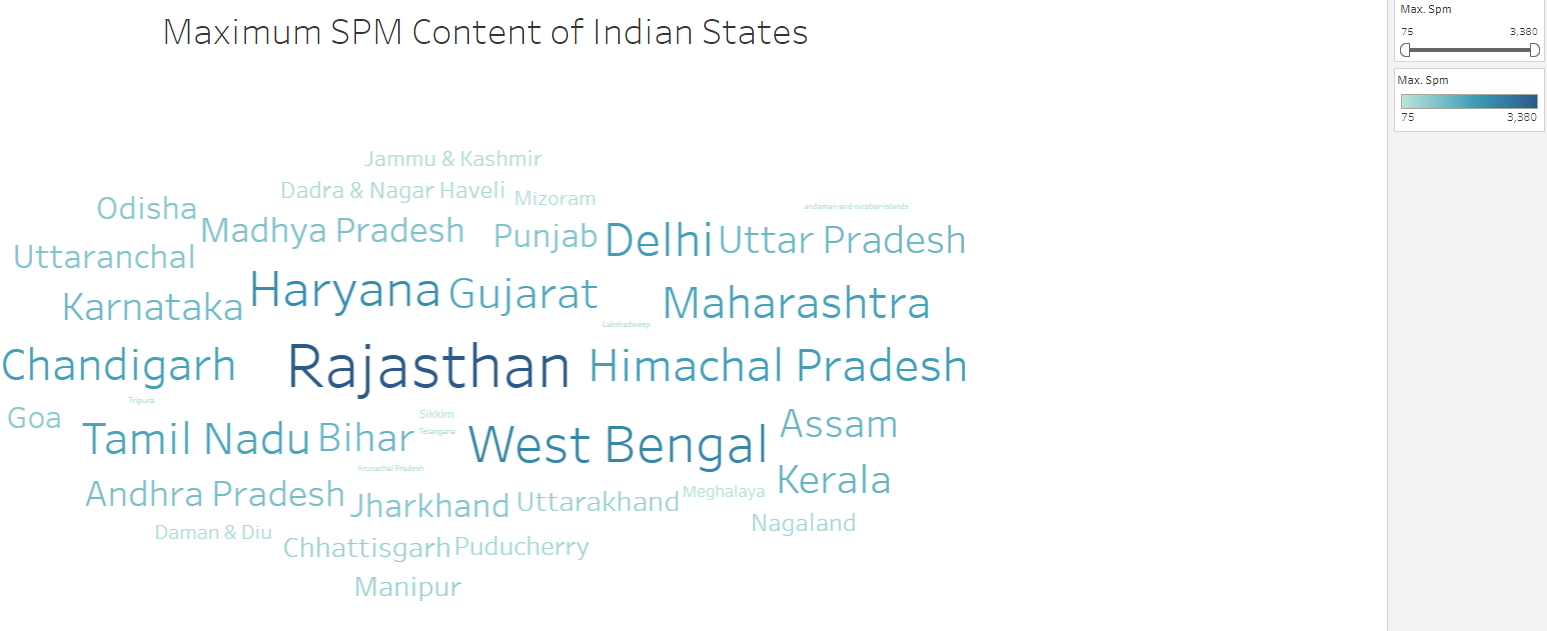 Maximum SPM Content of Indian States
Max. Spm
75 3,380
Max. Spm
75 3,380
Jammu & Kashmir
Dadra & Nagar Haveli
Mizoram
Odisha
andaman-and-nicobar-islands
Madhya Pradesh
Punjab
Delhi
Uttar Pradesh
Uttaranchal
Haryana
Gujarat
Karnataka
Maharashtra
Lakshadweep
Chandigarh
Rajasthan
Himachal Pradesh
Tripura
Goa
Sikkim
Tamil Nadu
Bihar
Telangana
West Bengal
Assam
Arunachal Pradesh
Kerala
Andhra Pradesh
Jharkhand
Uttarakhand
Meghalaya
Nagaland
Daman & Diu
Chhattisgarh
Puducherry
Manipur